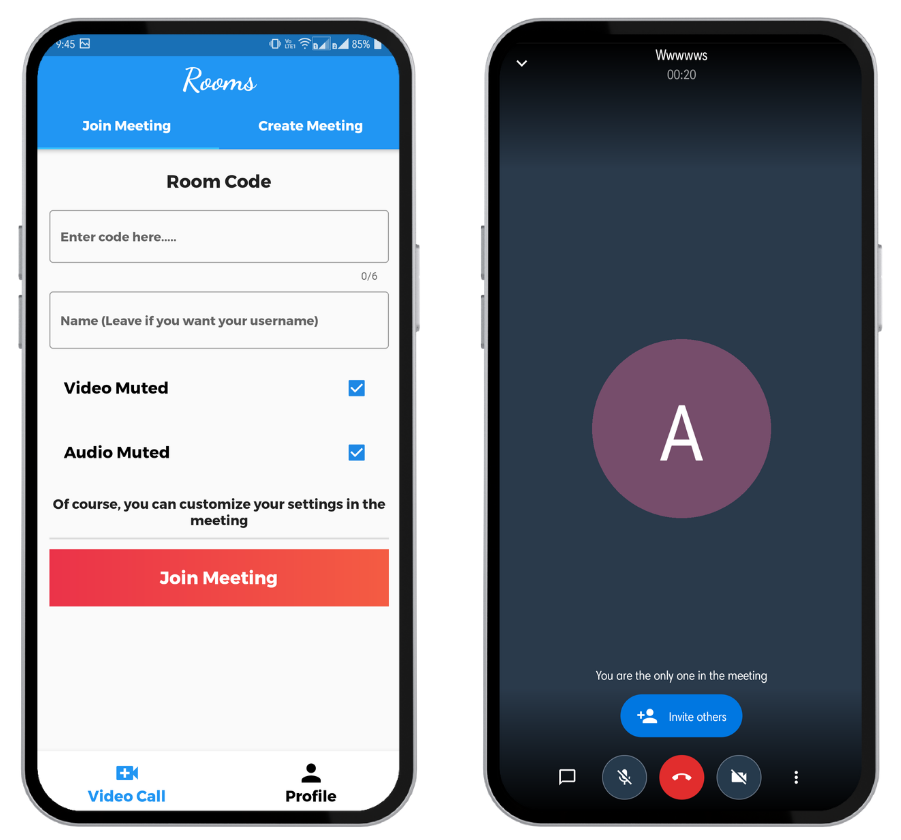 9:45
85%
Rooms
Join Meeting
Create Meeting
Room Code
Enter code here.....
0/6
Name (Leave if you want your username)
Video Muted
Audio Muted
Of course, you can customize your settings in the
meeting
Join Meeting
Video Call
Profile
Wwwwws
00:20
A
You are the only one in the meeting
Invite others